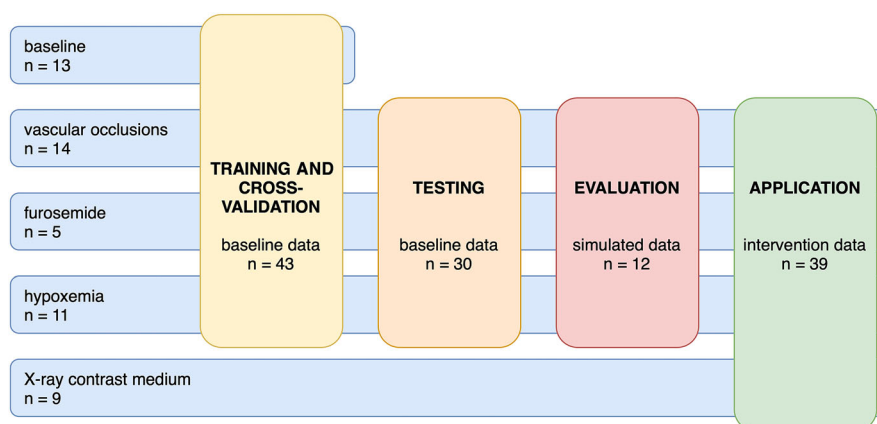 baseline
n = 13
vascular occlusions
n = 14
furosemide
n = 5
hypoxemia
n = 11
X-ray contrast medium
n = 9
TRAINING AND
CROSS-
VALIDATION
baseline data
n = 43
TESTING
baseline data
n = 30
EVALUATION
simulated data
n = 12
APPLICATION
intervention data
n = 39